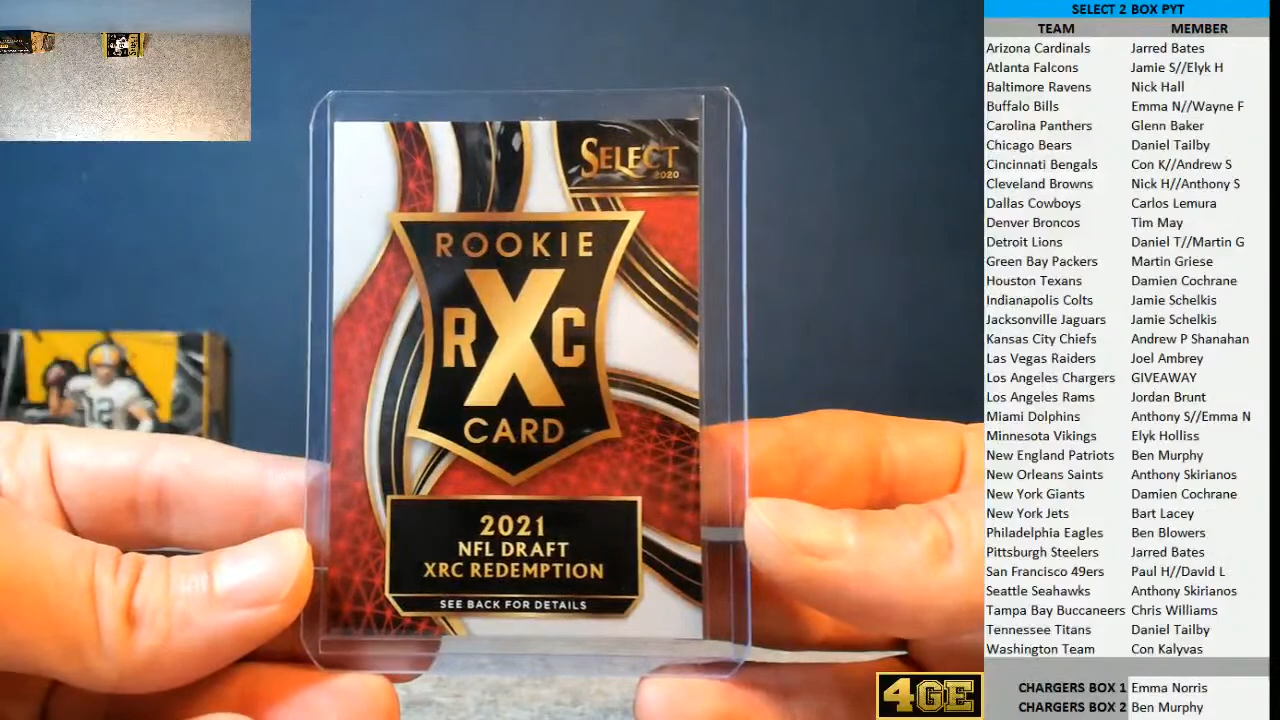 SELECT
2020
ROOKIE
RXC
CARD
2021
NFL DRAFT
XRC REDEMPTION
SEE BACK FOR DETAILS
12
4GE
SELECT 2 BOX PYT
TEAM MEMBER
Arizona Cardinals Jarred Bates
Atlanta Falcons Jamie S//Elyk H
Baltimore Ravens Nick Hall
Buffalo Bills Emma N//Wayne F
Carolina Panthers Glenn Baker
Chicago Bears Daniel Tailby
Cincinnati Bengals Con K//Andrew S
Cleveland Browns Nick H//Anthony S
Dallas Cowboys Carlos Lemura
Denver Broncos Tim May
Detroit Lions Daniel T//Martin G
Green Bay Packers Martin Griese
Houston Texans Damien Cochrane
Indianapolis Colts Jamie Schelkis
Jacksonville Jaguars Jamie Schelkis
Kansas City Chiefs Andrew P Shanahan
Las Vegas Raiders Joel Ambrey
Los Angeles Chargers GIVEAWAY
Los Angeles Rams Jordan Brunt
Miami Dolphins Anthony S//Emma N
Minnesota Vikings Elyk Holliss
New England Patriots Ben Murphy
New Orleans Saints Anthony Skirianos
New York Giants Damien Cochrane
New York Jets Bart Lacey
Philadelphia Eagles Ben Blowers
Pittsburgh Steelers Jarred Bates
San Francisco 49ers Paul H//David L
Seattle Seahawks Anthony Skirianos
Tampa Bay Buccaneers Chris Williams
Tennessee Titans Daniel Tailby
Washington Team Con Kalyvas
CHARGERS BOX 1 Emma Norris
CHARGERS BOX 2 Ben Murphy